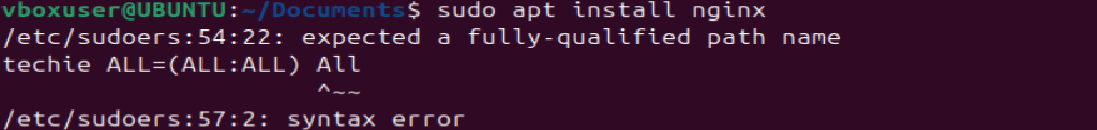 vboxuser@UBUNTU:~/Documents$ sudo apt install nginx
/etc/sudoers:54:22: expected a fully-qualified path name
techie ALL=(ALL:ALL) All
                     ^~~
/etc/sudoers:57:2: syntax error